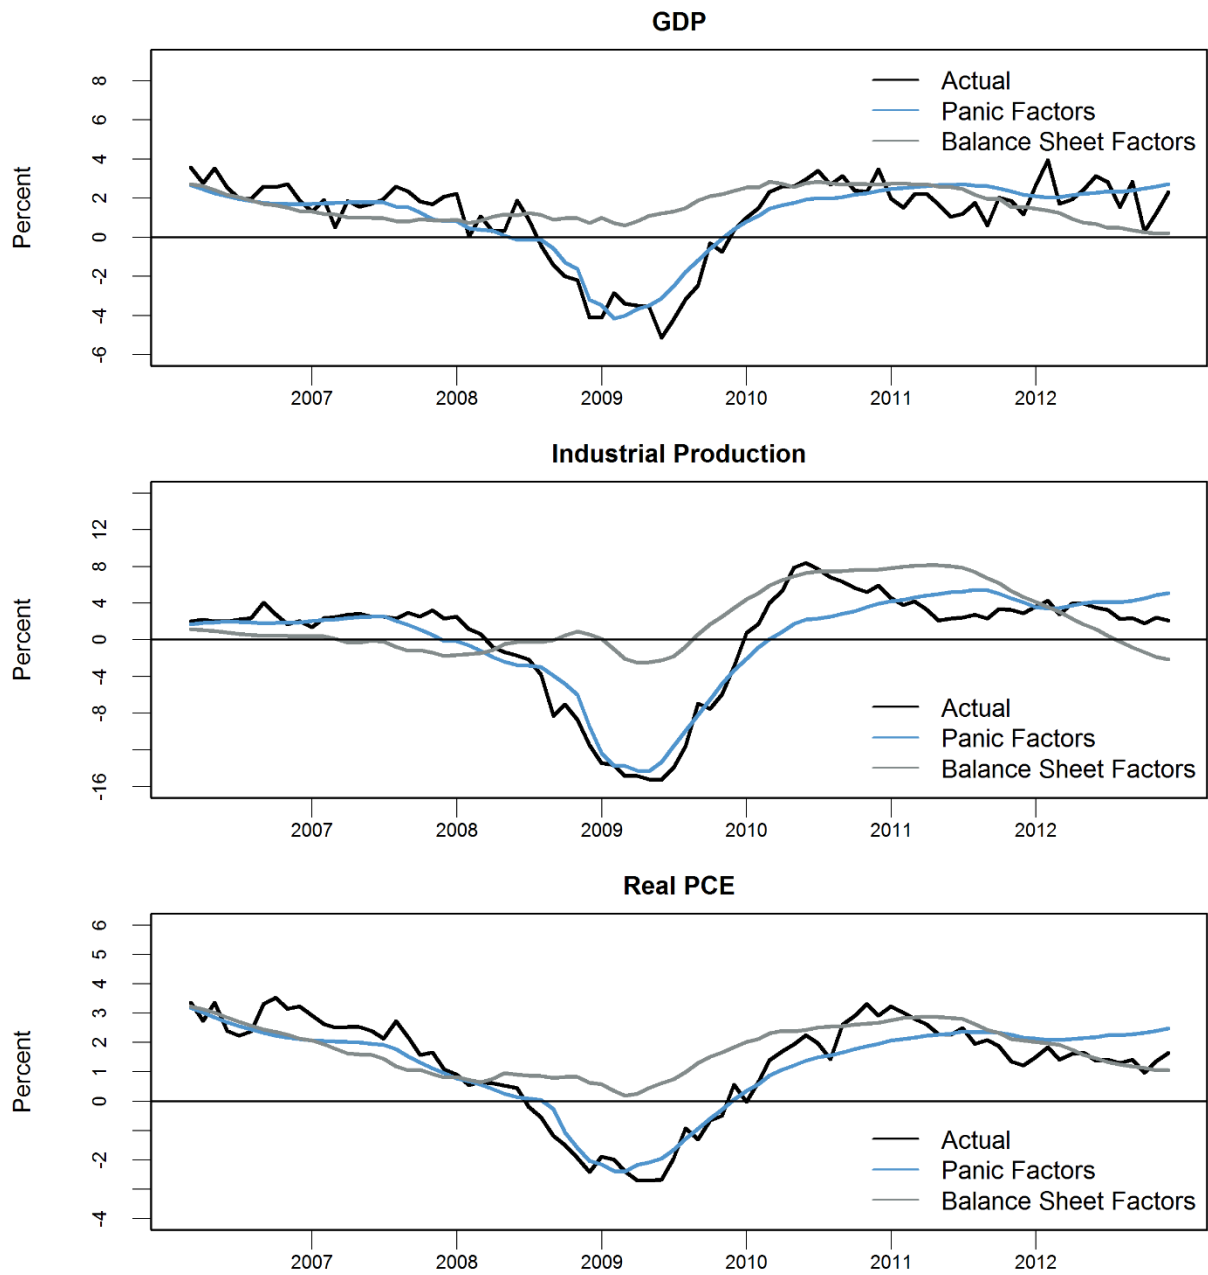 GDP
Percent
8
6
4
2
0
-2
-4
-6
Actual
Panic Factors
Balance Sheet Factors
2007 2008 2009 2010 2011 2012
Industrial Production
Percent
12
8
4
0
-4
-8
-16
Actual
Panic Factors
Balance Sheet Factors
2007 2008 2009 2010 2011 2012
Real PCE
Percent
6
5
4
3
2
1
0
-2
-4
Actual
Panic Factors
Balance Sheet Factors
2007 2008 2009 2010 2011 2012